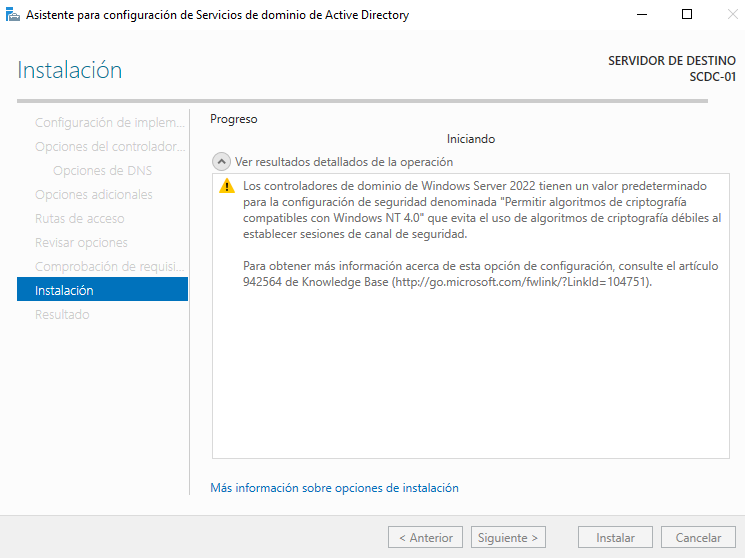 Asistente para configuración de Servicios de dominio de Active Directory
Instalación
SERVIDOR DE DESTINO
SCDC-01
Configuración de implem...
Opciones del controlador...
Opciones de DNS
Opciones adicionales
Rutas de acceso
Revisar opciones
Comprobación de requisi...
Instalación
Resultado
Progreso
Iniciando
Ver resultados detallados de la operación
Los controladores de dominio de Windows Server 2022 tienen un valor predeterminado
para la configuración de seguridad denominada "Permitir algoritmos de criptografía
compatibles con Windows NT 4.0" que evita el uso de algoritmos de criptografía débiles al
establecer sesiones de canal de seguridad.
Para obtener más información acerca de esta opción de configuración, consulte el artículo
942564 de Knowledge Base (http://go.microsoft.com/fwlink/?LinkId=104751).
Más información sobre opciones de instalación
< Anterior
Siguiente >
Instalar
Cancelar